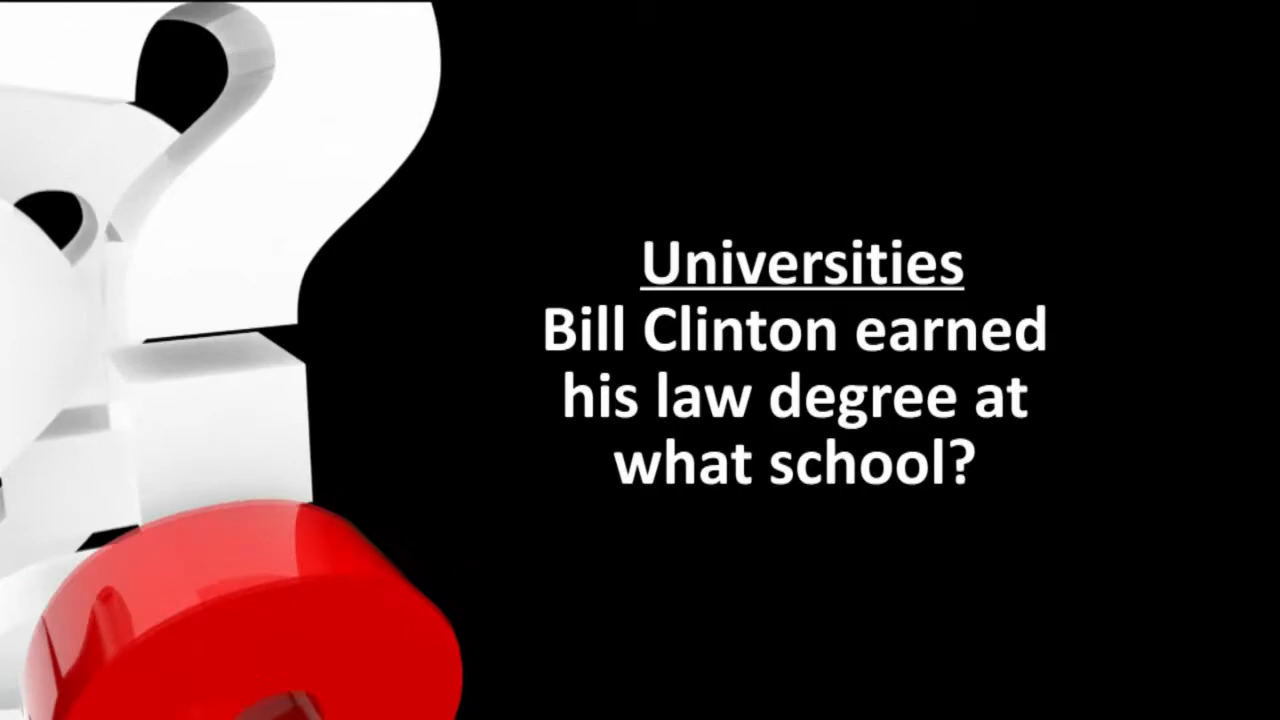 Universities
Bill Clinton earned
his law degree at
what school?